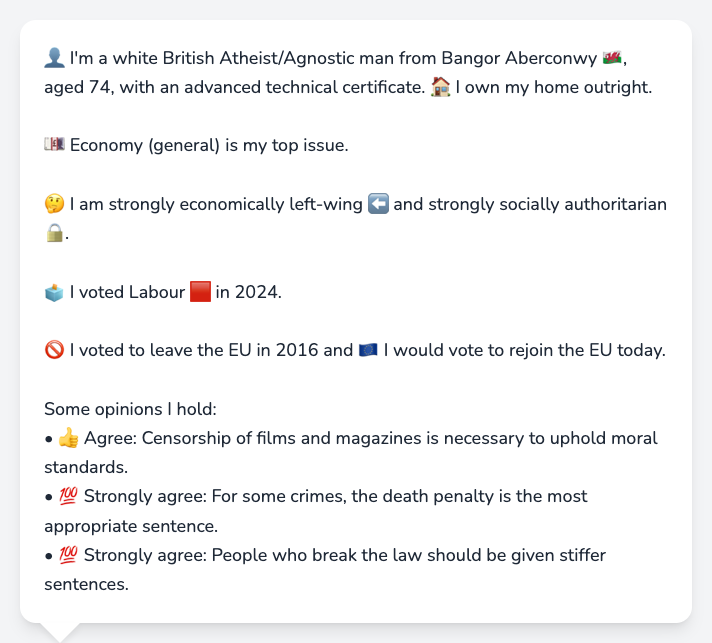 👤 I'm a white British Atheist/Agnostic man from Bangor Aberconwy 🏴󠁧󠁢󠁷󠁬󠁳󠁿,
aged 74, with an advanced technical certificate. 🏠 I own my home outright.
💷 Economy (general) is my top issue.
🤔 I am strongly economically left-wing ⬅️ and strongly socially authoritarian
🔒.
🗳️ I voted Labour 🟥 in 2024.
🚫 I voted to leave the EU in 2016 and 🇪🇺 I would vote to rejoin the EU today.
Some opinions I hold:
• 👍 Agree: Censorship of films and magazines is necessary to uphold moral
standards.
• 💯 Strongly agree: For some crimes, the death penalty is the most
appropriate sentence.
• 💯 Strongly agree: People who break the law should be given stiffer
sentences.